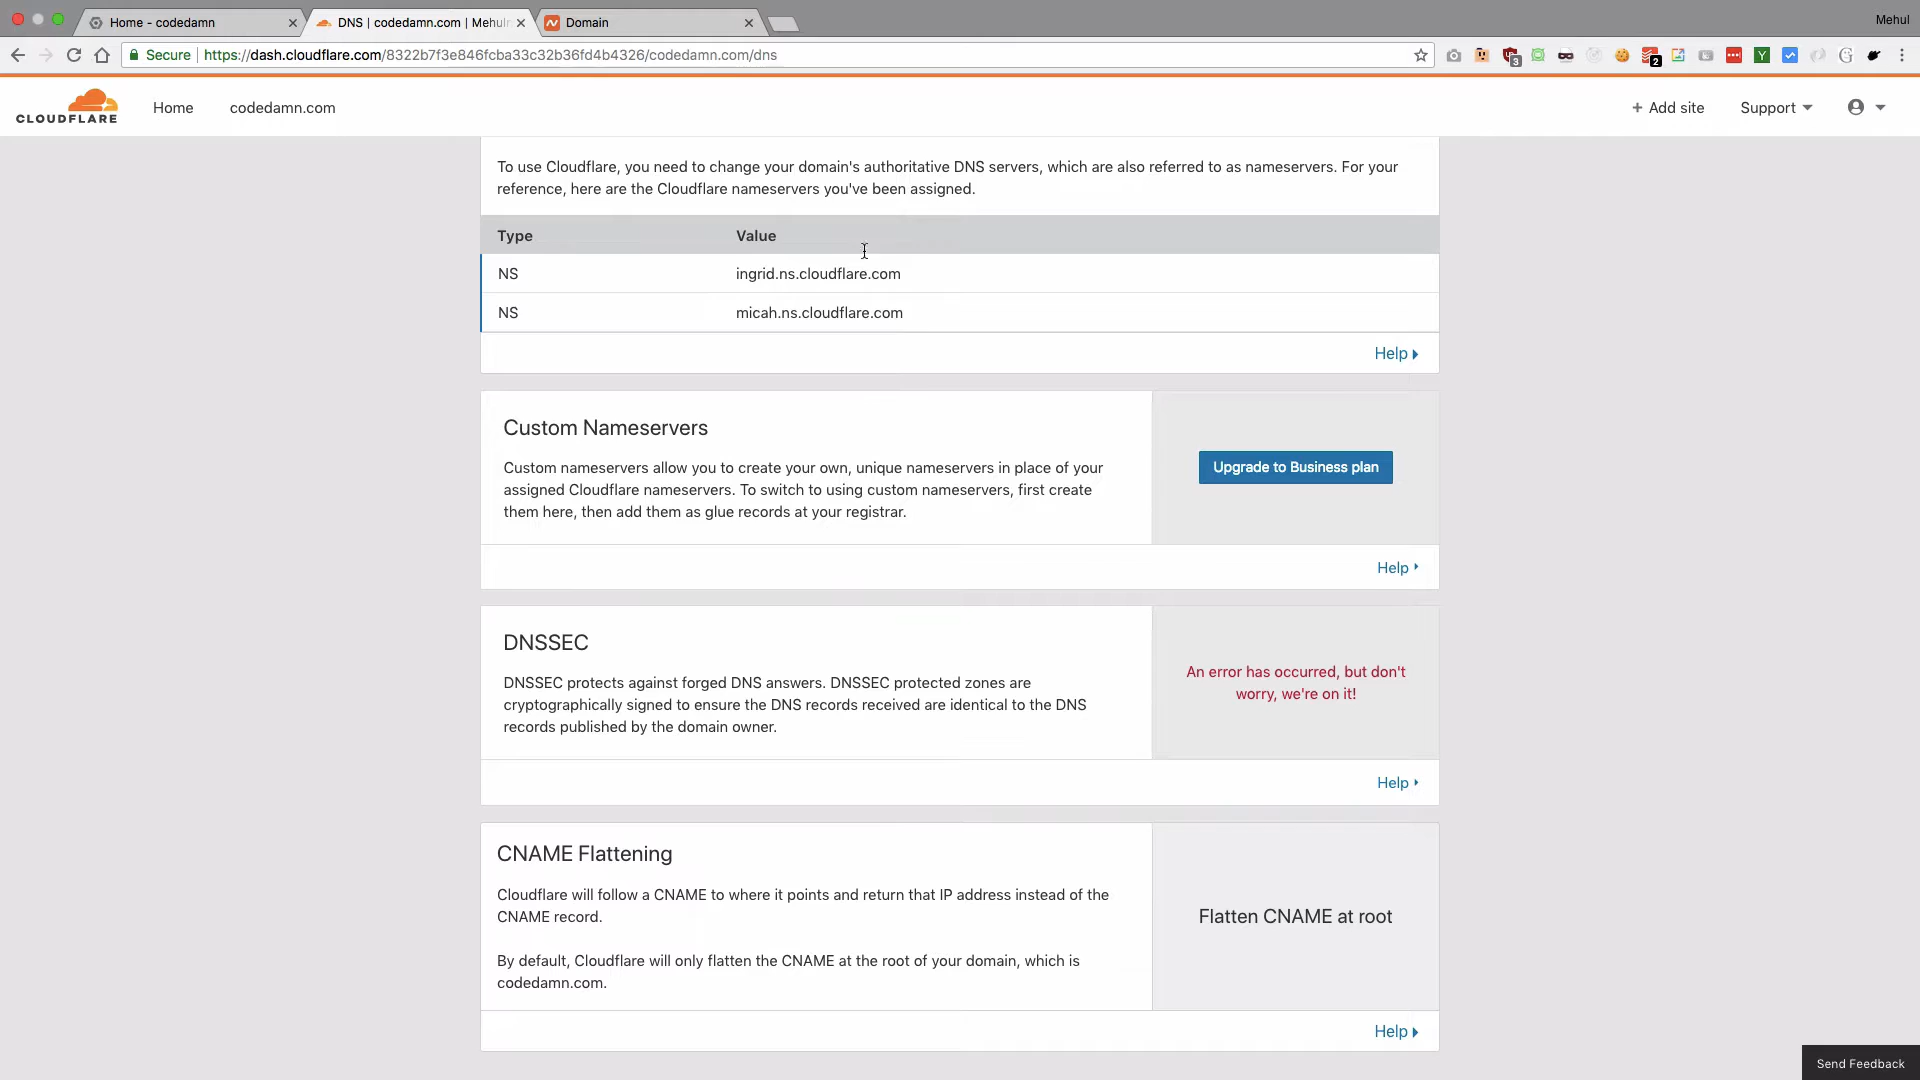 Mehul
Home - codedamn
DNS | codedamn.com | Mehul
Domain
Secure
https://dash.cloudflare.com/8322b7f3e846fcba33c32b36fd4b4326/codedamn.com/dns
3
2
Y
G
CLOUDFLARE
Home
codedamn.com
+ Add site
Support
To use Cloudflare, you need to change your domain's authoritative DNS servers, which are also referred to as nameservers. For your
reference, here are the Cloudflare nameservers you've been assigned.
Type Value
NS ingrid.ns.cloudflare.com
NS micah.ns.cloudflare.com
Help
Custom Nameservers
Custom nameservers allow you to create your own, unique nameservers in place of your
assigned Cloudflare nameservers. To switch to using custom nameservers, first create
them here, then add them as glue records at your registrar.
Upgrade to Business plan
Help
DNSSEC
DNSSEC protects against forged DNS answers. DNSSEC protected zones are
cryptographically signed to ensure the DNS records received are identical to the DNS
records published by the domain owner.
An error has occurred, but don't
worry, we're on it!
Help
CNAME Flattening
Cloudflare will follow a CNAME to where it points and return that IP address instead of the
CNAME record.
By default, Cloudflare will only flatten the CNAME at the root of your domain, which is
codedamn.com.
Flatten CNAME at root
Help
Send Feedback